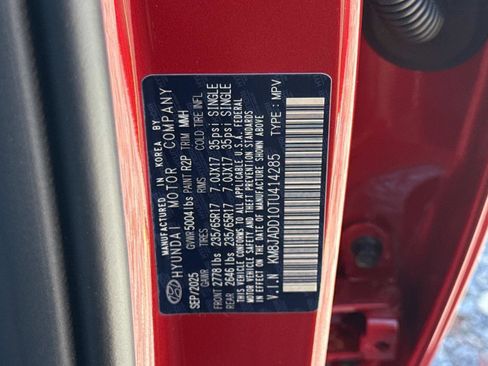 MANUFACTURED IN KOREA BY
HYUNDAI MOTOR COMPANY
SEP/2025 GVWR 5004 lbs PAINT R2P TRIM MMH
GAWR TIRES RIMS COLD TIRE INFL
FRONT 2778 lbs 235/65R17 7.0JX17 35psi SINGLE
REAR 2646 lbs 235/65R17 7.0JX17 35psi SINGLE
THIS VEHICLE CONFORMS TO ALL APPLICABLE U.S.A. FEDERAL
MOTOR VEHICLE SAFETY, BUMPER, AND THEFT PREVENTION
STANDARDS IN EFFECT ON THE DATE OF MANUFACTURE SHOWN ABOVE.
V.I.N : KM8JADD10TU414285 TYPE : MPV